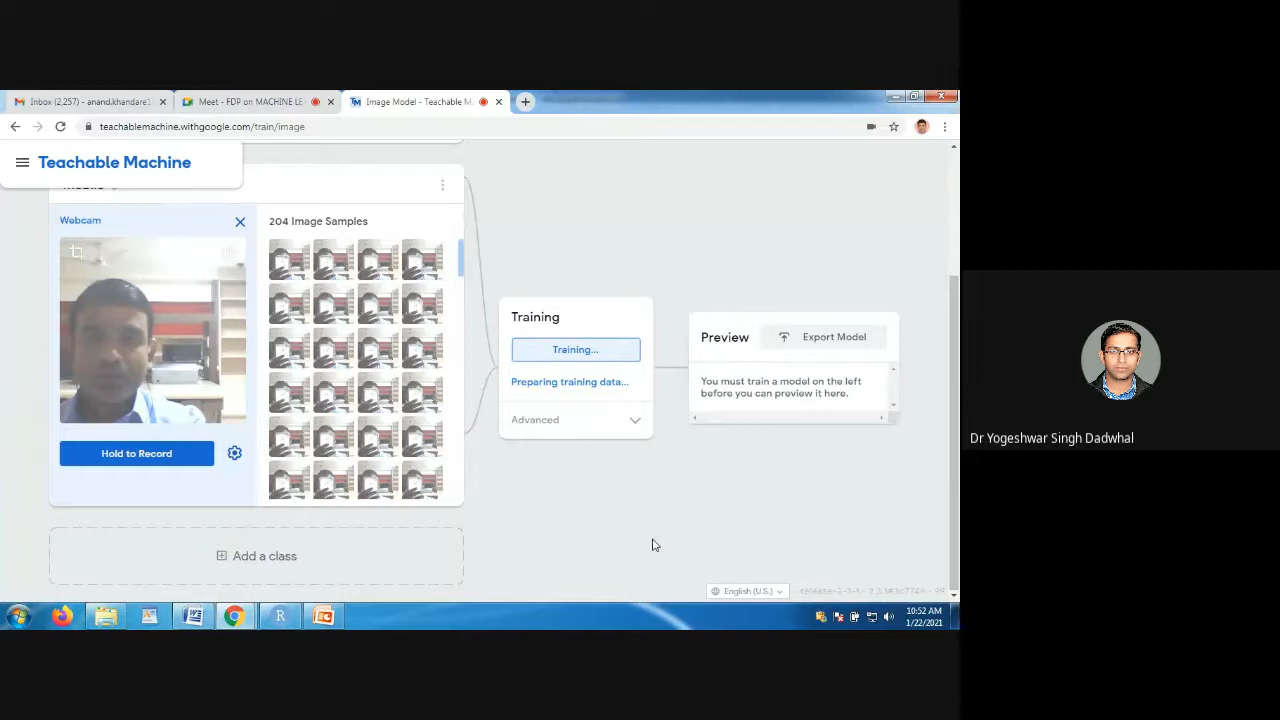 Inbox (2,257) - anand.khandare1
Meet - FDP on MACHINE LE
Image Model - Teachable M
teachablemachine.withgoogle.com/train/image
Teachable Machine
Webcam
204 Image Samples
Hold to Record
Add a class
Training
Training...
Preparing training data...
Advanced
Preview
Export Model
You must train a model on the left
before you can preview it here.
English (U.S.)
Dr Yogeshwar Singh Dadwhal
10:52 AM
1/22/2021